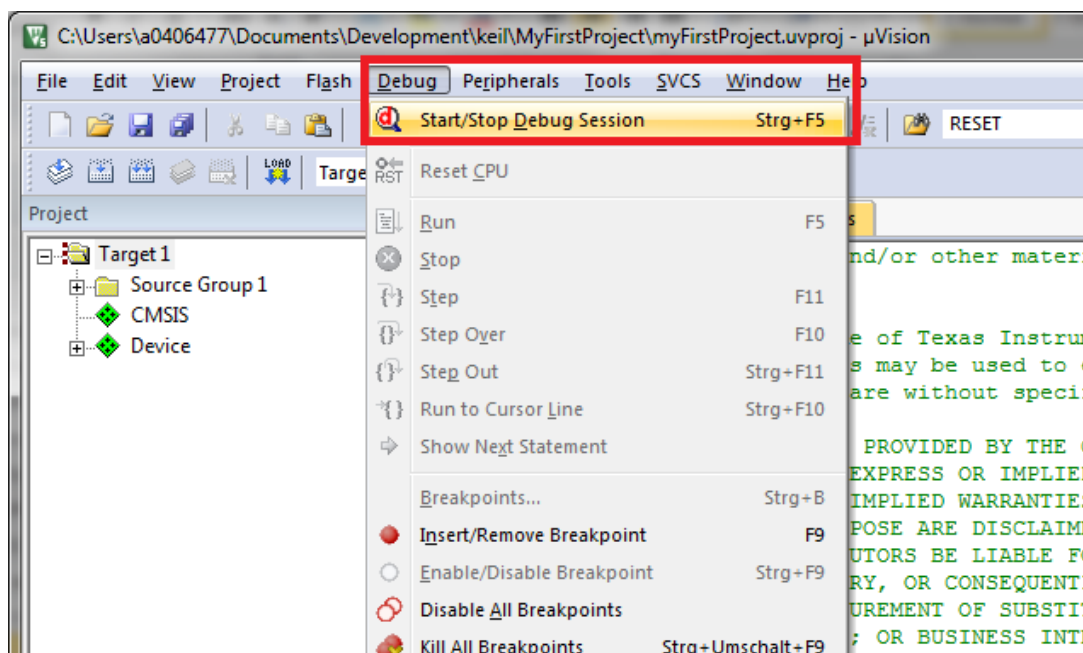 C:\Users\a0406477\Documents\Development\keil\MyFirstProject\myFirstProject.uvproj - µVision
File Edit View Project Flash Debug Peripherals Tools SVCS Window Help
Start/Stop Debug Session Strg+F5
RESET
LOAD
Targe
RST Reset CPU
Project
Run F5
s
Target 1
nd/or other materi
Source Group 1
Stop
CMSIS
Step F11
Device
Step Over F10
e of Texas Instru
Step Out Strg+F11
s may be used to
are without speci
Run to Cursor Line Strg+F10
Show Next Statement
PROVIDED BY THE
EXPRESS OR IMPLIE
Breakpoints... Strg+B
IMPLIED WARRANTIES
Insert/Remove Breakpoint F9
POSE ARE DISCLAIM
UTORS BE LIABLE FO
Enable/Disable Breakpoint Strg+F9
RY, OR CONSEQUENT
Disable All Breakpoints
UREMENT OF SUBSTI
; OR BUSINESS INT
Kill All Breakpoints Strg+Umschalt+F9